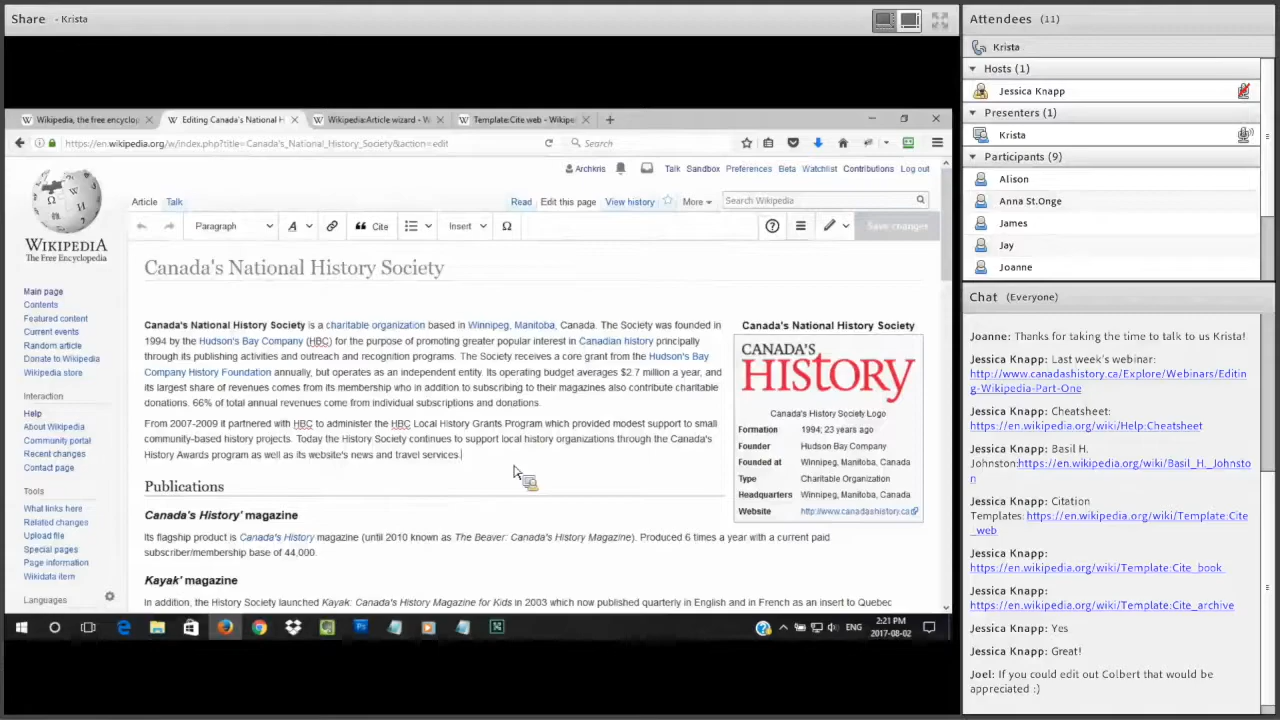 Share - Krista
Wikipedia, the free encyclop
Editing Canada's National H
Wikipedia:Article wizard - W
Template:Cite web - Wikipe
https://en.wikipedia.org/w/index.php?title=Canada's_National_History_Society&action=edit
Search
Archkris Talk Sandbox Preferences Beta Watchlist Contributions Log out
Article Talk Read Edit this page View history More Search Wikipedia
WIKIPEDIA
The Free Encyclopedia
Main page
Contents
Featured content
Current events
Random article
Donate to Wikipedia
Wikipedia store
Interaction
Help
About Wikipedia
Community portal
Recent changes
Contact page
Tools
What links here
Related changes
Upload file
Special pages
Page information
Wikidata item
Languages
Paragraph A Cite Insert Ω Save changes
Canada's National History Society
Canada's National History Society is a charitable organization based in Winnipeg, Manitoba, Canada. The Society was founded in
1994 by the Hudson's Bay Company (HBC) for the purpose of promoting greater popular interest in Canadian history principally
through its publishing activities and outreach and recognition programs. The Society receives a core grant from the Hudson's Bay
Company History Foundation annually, but operates as an independent entity. Its operating budget averages $2.7 million a year, and
its largest share of revenues comes from its membership who in addition to subscribing to their magazines also contribute charitable
donations. 66% of total annual revenues come from individual subscriptions and donations.
From 2007-2009 it partnered with HBC to administer the HBC Local History Grants Program which provided modest support to small
community-based history projects. Today the History Society continues to support local history organizations through the Canada's
History Awards program as well as its website's news and travel services.
Publications
Canada's History' magazine
Its flagship product is Canada's History magazine (until 2010 known as The Beaver: Canada's History Magazine). Produced 6 times a year with a current paid
subscriber/membership base of 44,000.
Kayak' magazine
In addition, the History Society launched Kayak: Canada's History Magazine for Kids in 2003 which now published quarterly in English and in French as an insert to Quebec
Canada's National History Society
CANADA'S
HISTORY
Canada's History Society Logo
Formation 1994; 23 years ago
Founder Hudson Bay Company
Founded at Winnipeg, Manitoba, Canada
Type Charitable Organization
Headquarters Winnipeg, Manitoba, Canada
Website http://www.canadashistory.ca
ENG
2:21 PM
2017-08-02
Attendees (11)
Krista
Hosts (1)
Jessica Knapp
Presenters (1)
Krista
Participants (9)
Alison
Anna St.Onge
James
Jay
Joanne
Chat (Everyone)
Joanne: Thanks for taking the time to talk to us Krista!
Jessica Knapp: Last week's webinar:
http://www.canadashistory.ca/Explore/Webinars/Editin
g-Wikipedia-Part-One
Jessica Knapp: Cheatsheet:
https://en.wikipedia.org/wiki/Help:Cheatsheet
Jessica Knapp: Basil H.
Johnston:https://en.wikipedia.org/wiki/Basil_H._Johnsto
n
Jessica Knapp: Citation
Templates: https://en.wikipedia.org/wiki/Template:Cite
_web
Jessica Knapp:
https://en.wikipedia.org/wiki/Template:Cite_book
Jessica Knapp:
https://en.wikipedia.org/wiki/Template:Cite_archive
Jessica Knapp: Yes
Jessica Knapp: Great!
Joel: If you could edit out Colbert that would be
appreciated :)